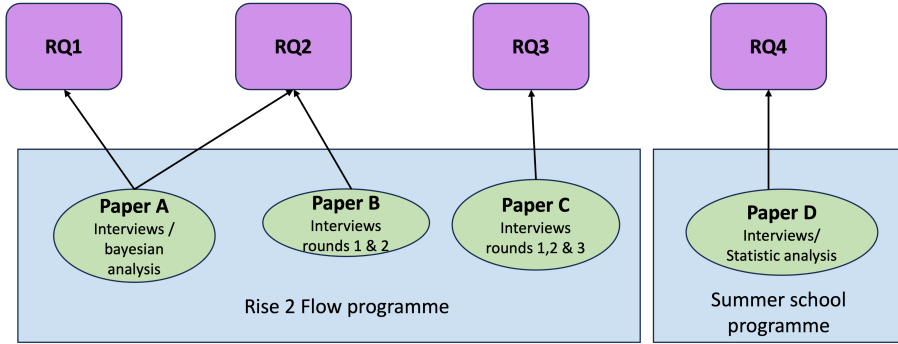 RQ1
RQ2
RQ3
RQ4
Paper A
Interviews /
bayesian
analysis
Paper B
Interviews
rounds 1 & 2
Paper C
Interviews
rounds 1,2 & 3
Paper D
Interviews/
Statistic analysis
Rise 2 Flow programme
Summer school
programme